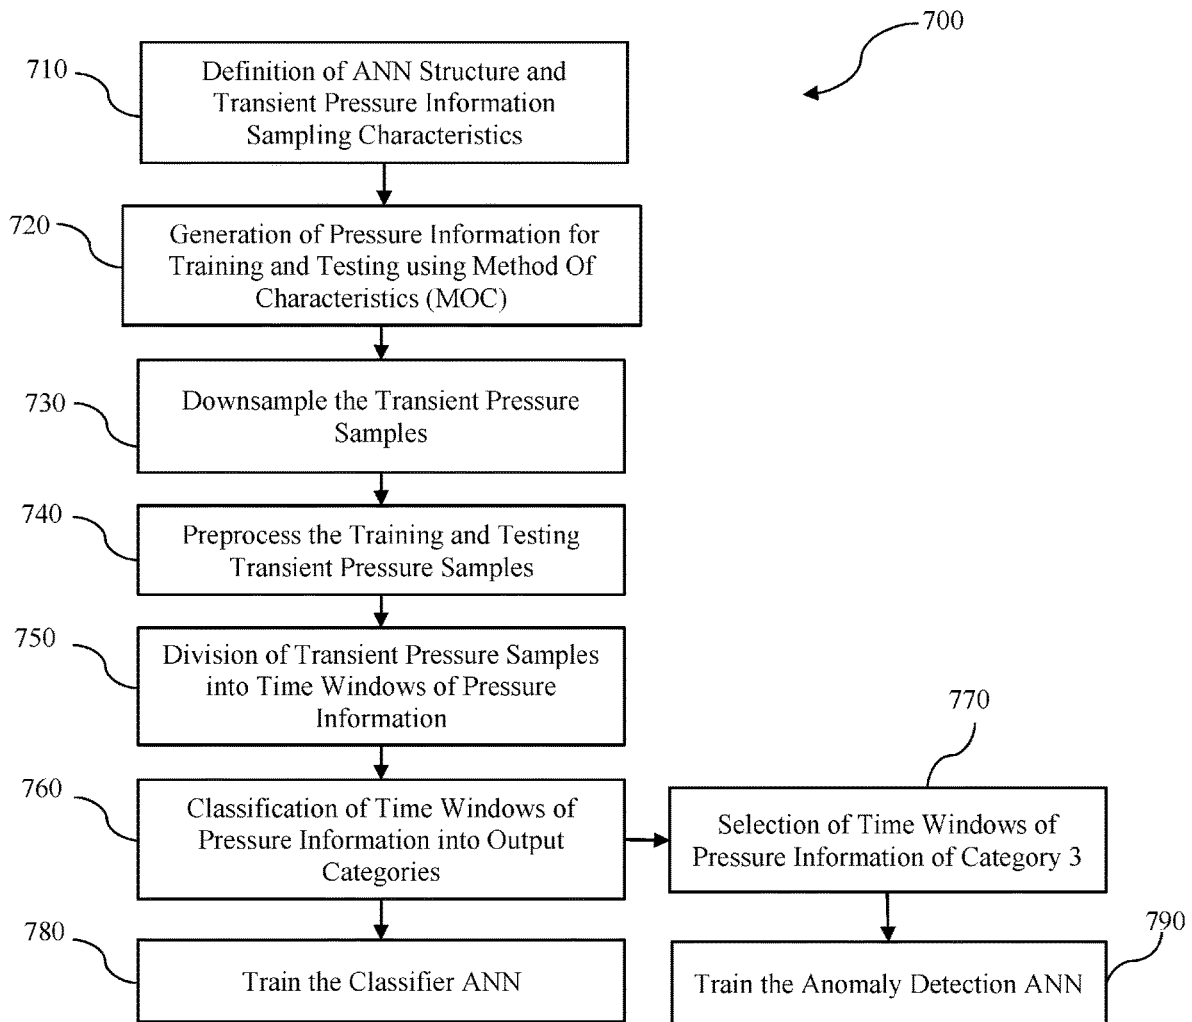 700
710
Definition of ANN Structure and
Transient Pressure Information
Sampling Characteristics
720
Generation of Pressure Information for
Training and Testing using Method Of
Characteristics (MOC)
730
Downsample the Transient Pressure
Samples
740
Preprocess the Training and Testing
Transient Pressure Samples
750
Division of Transient Pressure Samples
into Time Windows of Pressure
Information
760
Classification of Time Windows of
Pressure Information into Output
Categories
770
Selection of Time Windows of
Pressure Information of Category 3
780
Train the Classifier ANN
790
Train the Anomaly Detection ANN